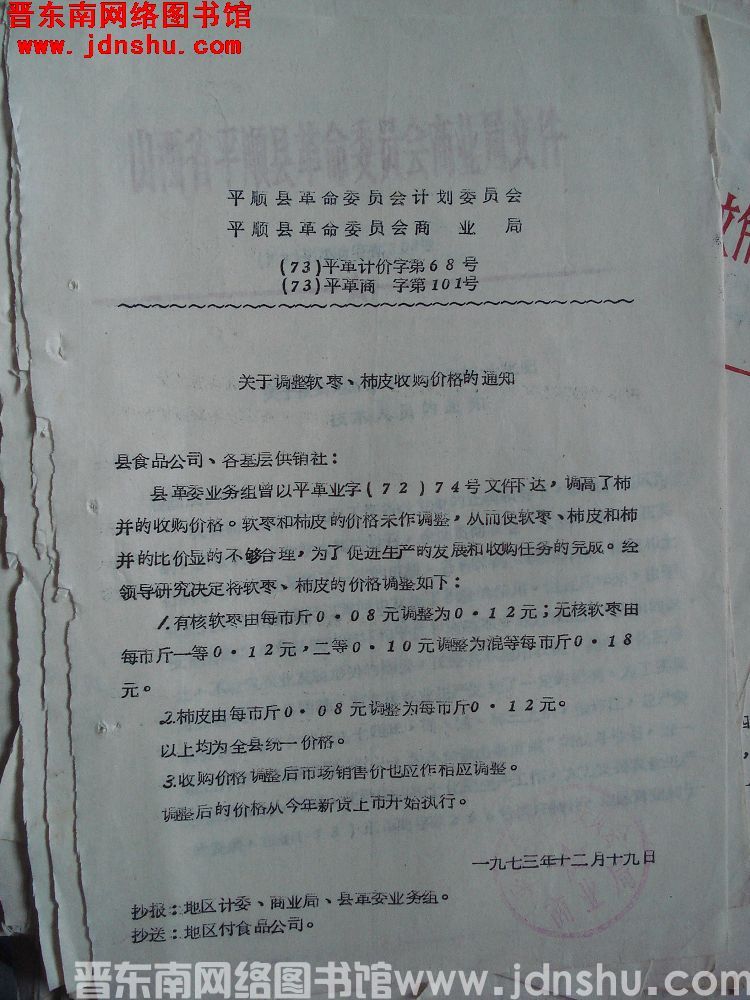 晋东南网络图书馆
www.jdnshu.com
山西省平顺县革命委员会商业局文件
平顺县革命委员会计划委员会
平顺县革命委员会商业局
(73)平革计价字第68号
(73)平革商 字第101号
关于调整软枣、柿皮收购价格的通知
县食品公司、各基层供销社：
县革委业务组曾以平革业字(72)74号文件下达，调高了柿
并的收购价格。软枣和柿皮的价格未作调整，从而使软枣、柿皮和柿
并的比价显的不够合理，为了促进生产的发展和收购任务的完成。经
领导研究决定将软枣、柿皮的价格调整如下：
1.有核软枣由每市斤0·08元调整为0·12元；无核软枣由
每市斤一等0·12元，二等0·10元调整为混等每市斤0·18
元。
2.柿皮由每市斤0·08元调整为每市斤0·12元。
以上均为全县统一价格。
3.收购价格调整后市场销售价也应作相应调整。
调整后的价格从今年新货上市开始执行。
一九七三年十二月十九日
商业局
抄报：地区计委、商业局、县革委业务组。
抄送：地区付食品公司。
晋东南网络图书馆www.jdnshu.com